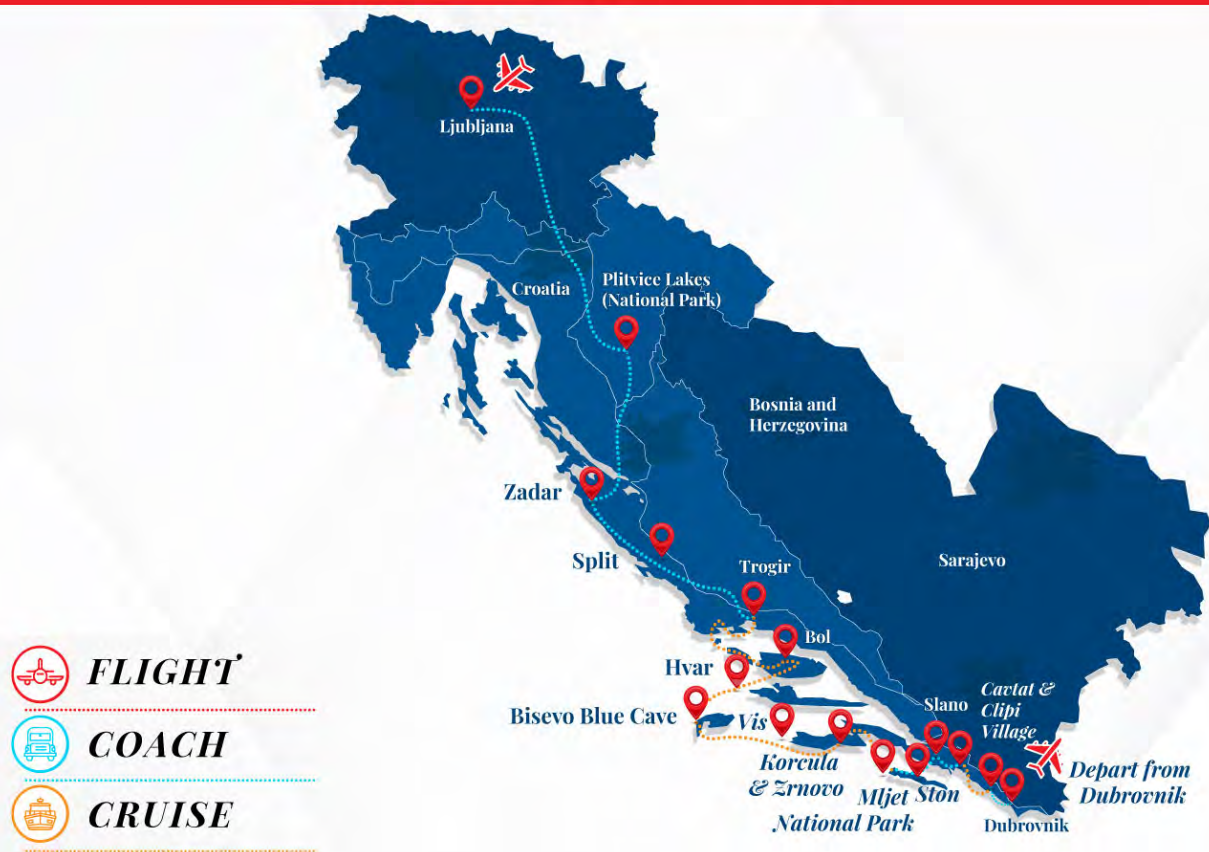 Ljubljana
Croatia
Plitvice Lakes
(National Park)
Bosnia and
Herzegovina
Zadar
Split
Trogir
Sarajevo
Bol
Hvar
Bisevo Blue Cave
Vis
Korcula
& Zrnovo
Mljet
National Park
Ston
Slano
Cavtat &
Clipi
Village
Depart from
Dubrovnik
Dubrovnik
FLIGHT
COACH
CRUISE